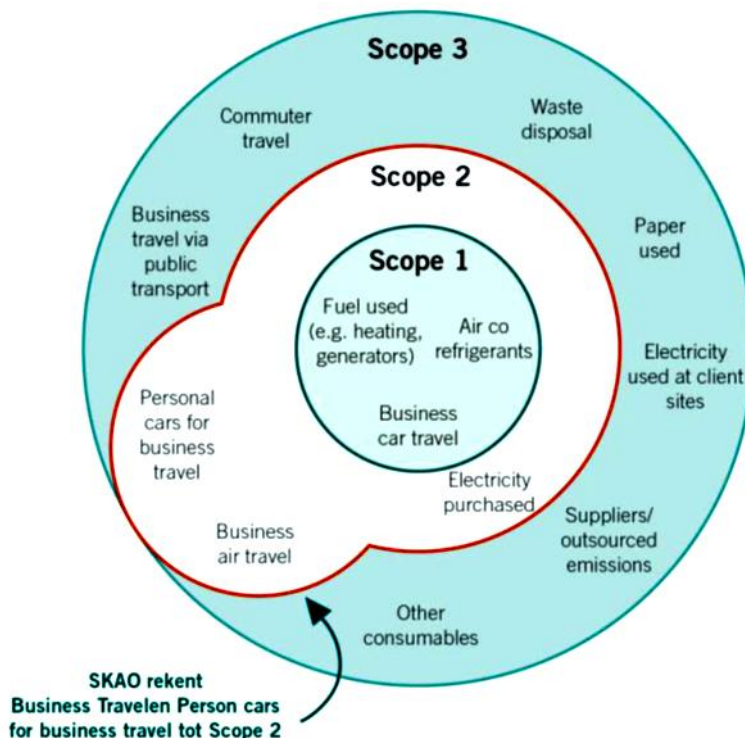 Scope 3
Commuter
travel
Waste
disposal
Scope 2
Business
travel via
public
transport
Paper
used
Scope 1
Fuel used
(e.g. heating,
generators)
Air co
refrigerants
Electricity
used at client
sites
Personal
cars for
business
travel
Business
car travel
Electricity
purchased
Suppliers/
outsourced
emissions
Business
air travel
Other
consumables
SKAO rekent
Business Travelen Person cars
for business travel tot Scope 2